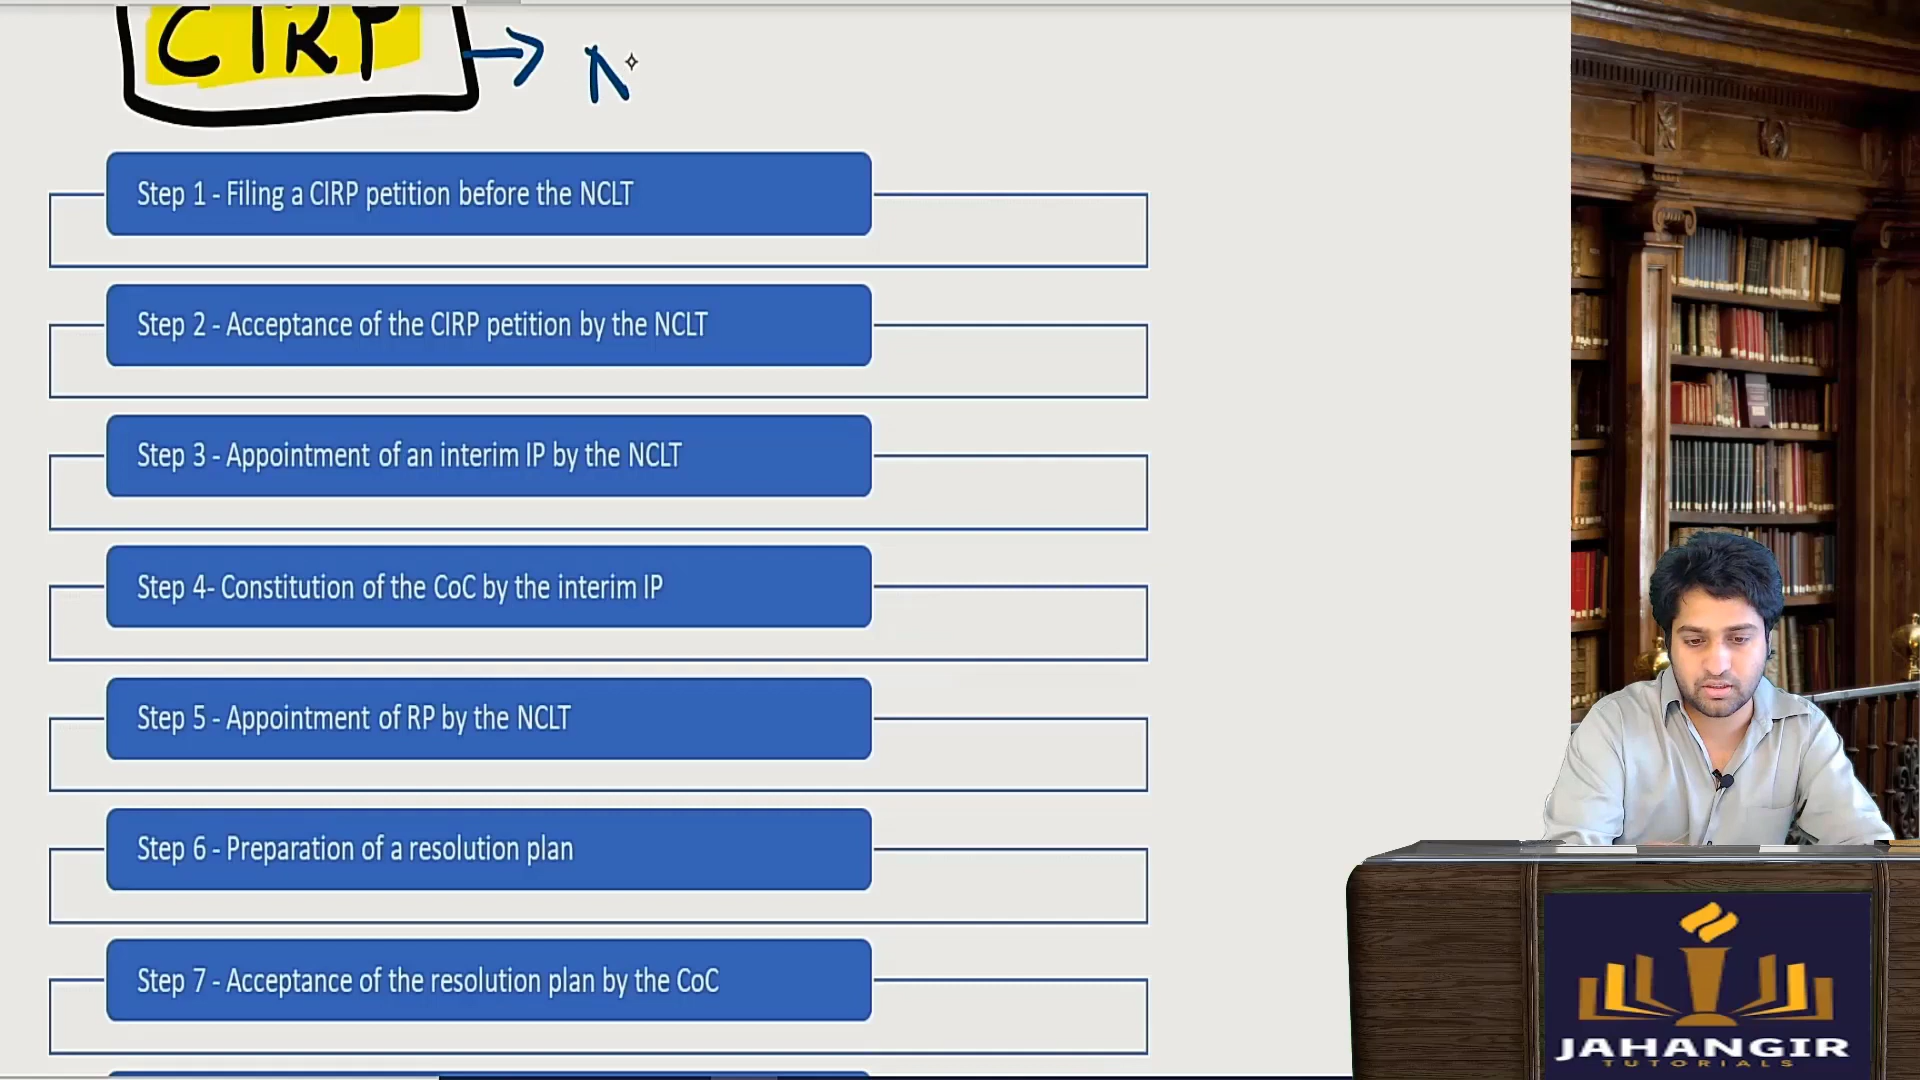 CIRP → N
Step 1 - Filing a CIRP petition before the NCLT
Step 2 - Acceptance of the CIRP petition by the NCLT
Step 3 - Appointment of an interim IP by the NCLT
Step 4- Constitution of the CoC by the interim IP
Step 5 - Appointment of RP by the NCLT
Step 6 - Preparation of a resolution plan
Step 7 - Acceptance of the resolution plan by the CoC
JAHANGIR
TUTORIALS